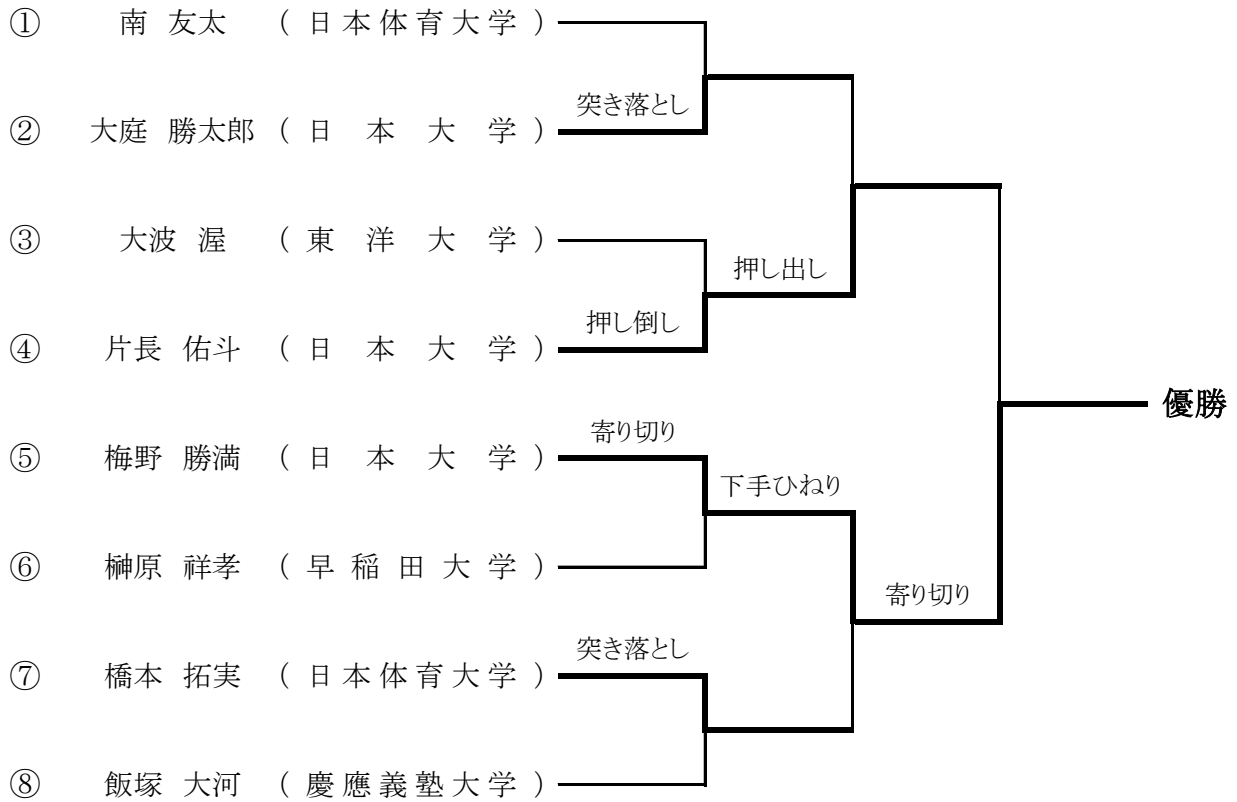 ① 南 友太 ( 日本体育大学 )
突き落とし
② 大庭 勝太郎 ( 日本大学 )
③ 大波 渥 ( 東洋大学 )
押し出し
押し倒し
④ 片長 佑斗 ( 日本大学 )
優勝
寄り切り
⑤ 梅野 勝満 ( 日本大学 )
下手ひねり
⑥ 榊原 祥孝 ( 早稲田大学 )
寄り切り
突き落とし
⑦ 橋本 拓実 ( 日本体育大学 )
⑧ 飯塚 大河 ( 慶應義塾大学 )